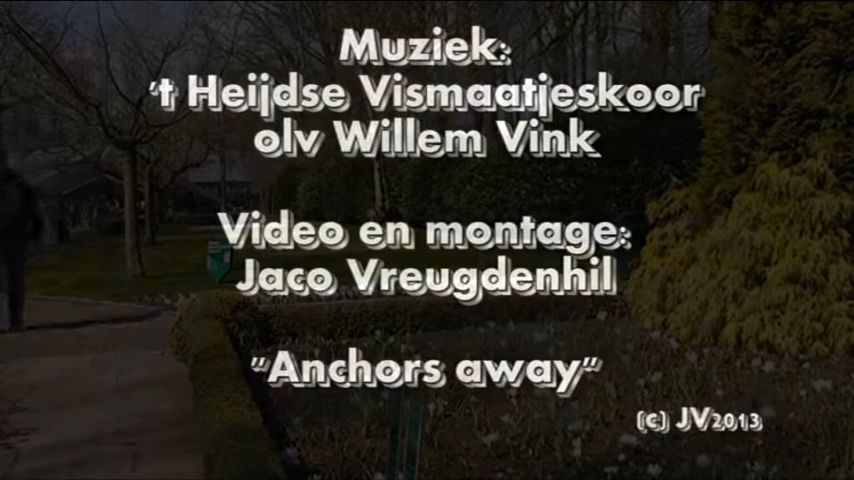 Muziek:
't Heijdse Vismaatjeskoor
olv Willem Vink
Video en montage:
Jaco Vreugdenhil
"Anchors away"
(c) JV2013